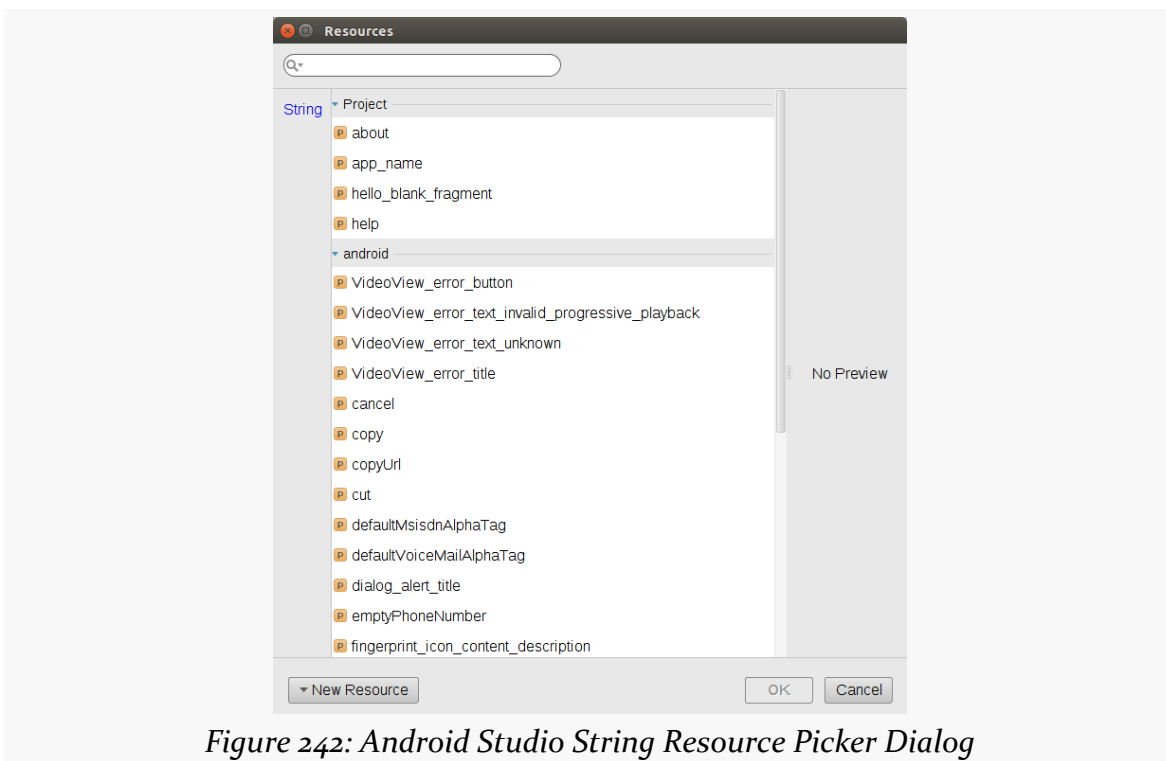 Resources
String
Project
P about
P app_name
P hello_blank_fragment
P help
android
P VideoView_error_button
P VideoView_error_text_invalid_progressive_playback
P VideoView_error_text_unknown
P VideoView_error_title
No Preview
P cancel
P copy
P copyUrl
P cut
P defaultMsisdnAlphaTag
P defaultVoiceMailAlphaTag
P dialog_alert_title
P emptyPhoneNumber
P fingerprint_icon_content_description
New Resource OK Cancel
Figure 242: Android Studio String Resource Picker Dialog